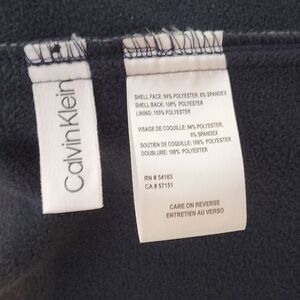 Calvin Klein
SHELL FACE: 94% POLYESTER, 6% SPANDEX
SHELL BACK: 100% POLYESTER
LINING: 100% POLYESTER
VISAGE DE COQUILLE: 94% POLYESTER,
6% SPANDEX
SOUTIEN DE COQUILLE: 100% POLYESTER
DOUBLURE: 100% POLYESTER
RN # 54163
CA # 57151
CARE ON REVERSE
ENTRETIEN AU VERSO